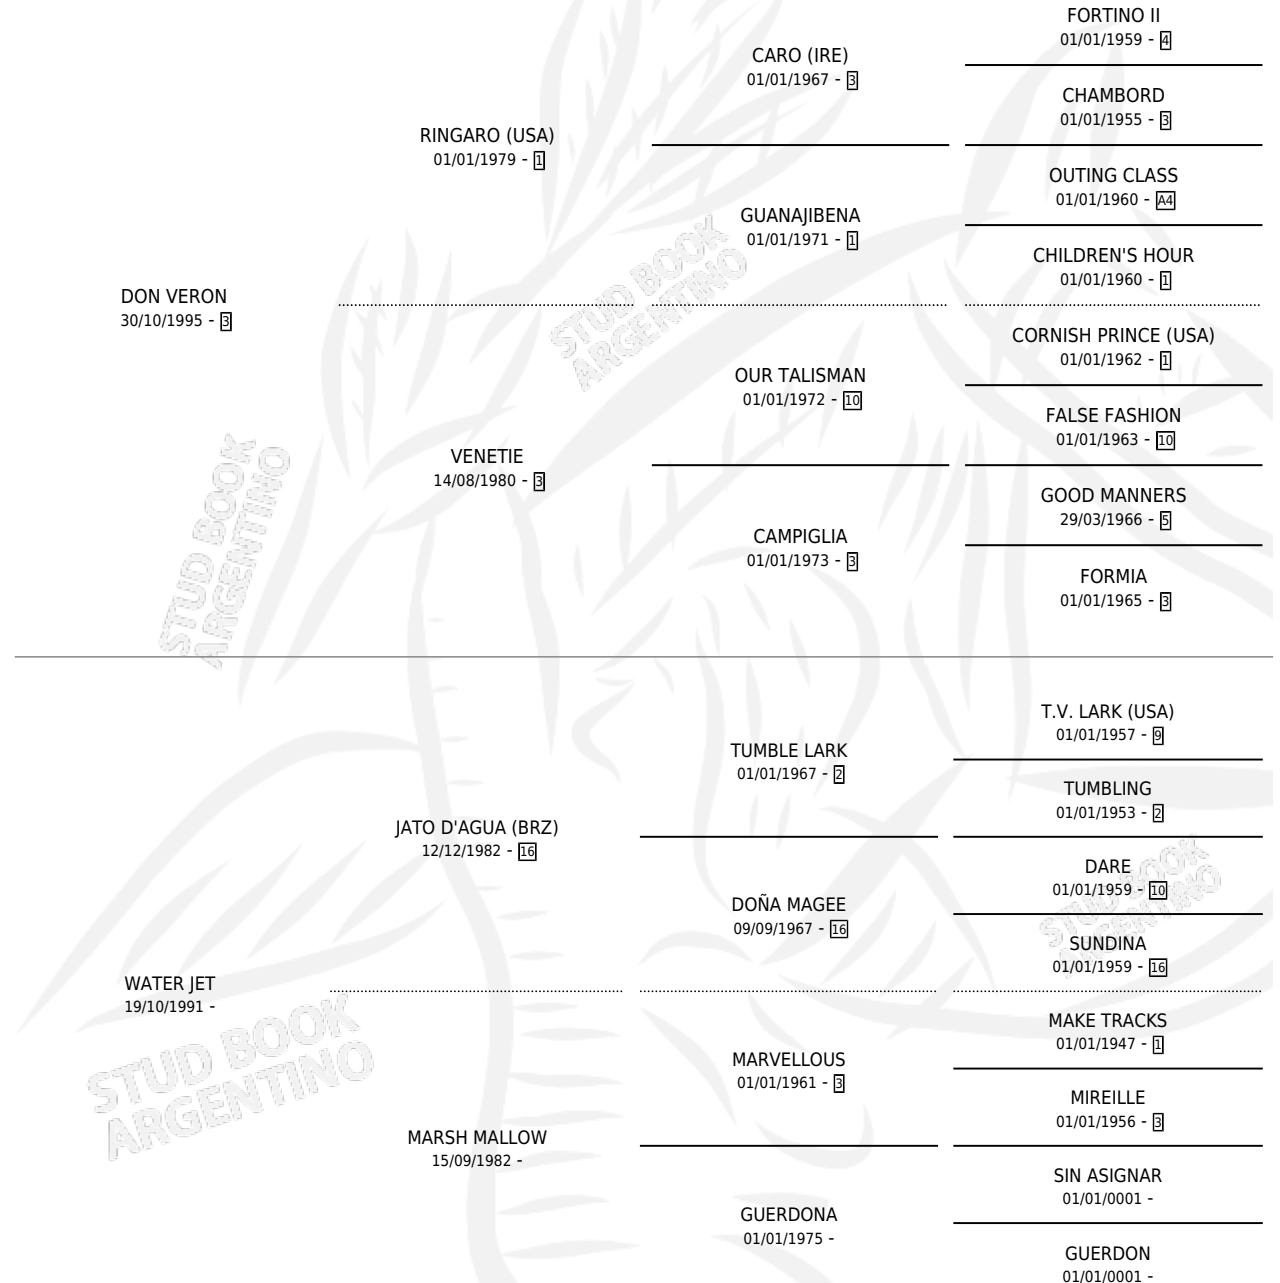 FORTINO II
01/01/1959 - 4
CARO (IRE)
01/01/1967 - 3
CHAMBORD
01/01/1955 - 3
RINGARO (USA)
01/01/1979 - 1
OUTING CLASS
01/01/1960 - A4
GUANAJIBENA
01/01/1971 - 1
CHILDREN'S HOUR
01/01/1960 - 1
DON VERON
30/10/1995 - 3
STUD BOOK
ARGENTINO
CORNISH PRINCE (USA)
01/01/1962 - 1
OUR TALISMAN
01/01/1972 - 10
FALSE FASHION
01/01/1963 - 10
VENETIE
14/08/1980 - 3
GOOD MANNERS
29/03/1966 - 5
CAMPIGLIA
01/01/1973 - 3
FORMIA
01/01/1965 - 3
STUD BOOK
ARGENTINO
T.V. LARK (USA)
01/01/1957 - 9
TUMBLE LARK
01/01/1967 - 2
TUMBLING
01/01/1953 - 2
JATO D'AGUA (BRZ)
12/12/1982 - 16
DARE
01/01/1959 - 10
DOÑA MAGEE
09/09/1967 - 16
SUNDINA
01/01/1959 - 16
STUD BOOK
ARGENTINO
WATER JET
19/10/1991 -
MAKE TRACKS
01/01/1947 - 1
MARVELLOUS
01/01/1961 - 3
MIREILLE
01/01/1956 - 3
STUD BOOK
ARGENTINO
MARSH MALLOW
15/09/1982 -
SIN ASIGNAR
01/01/0001 -
GUERDONA
01/01/1975 -
GUERDON
01/01/0001 -